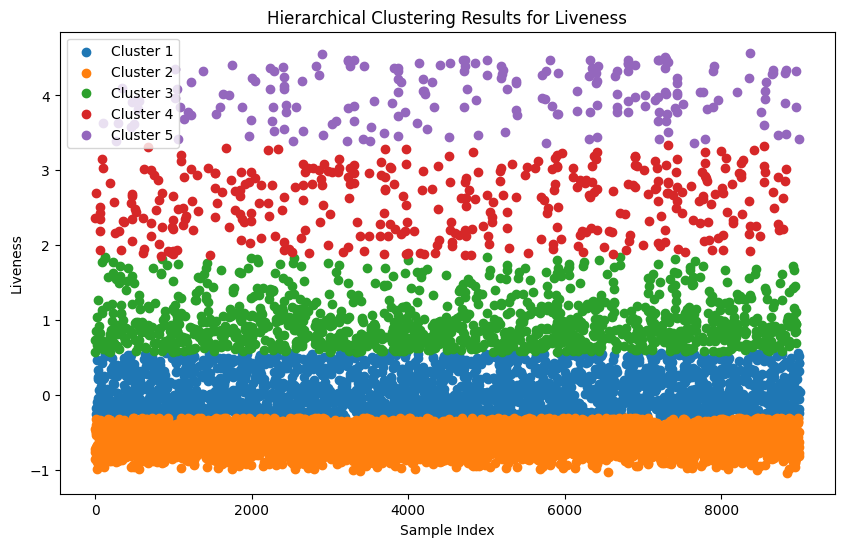 Hierarchical Clustering Results for Liveness
Cluster 1
Cluster 2
Cluster 3
Cluster 4
Cluster 5
4
3
2
1
0
−1
Liveness
0 2000 4000 6000 8000
Sample Index